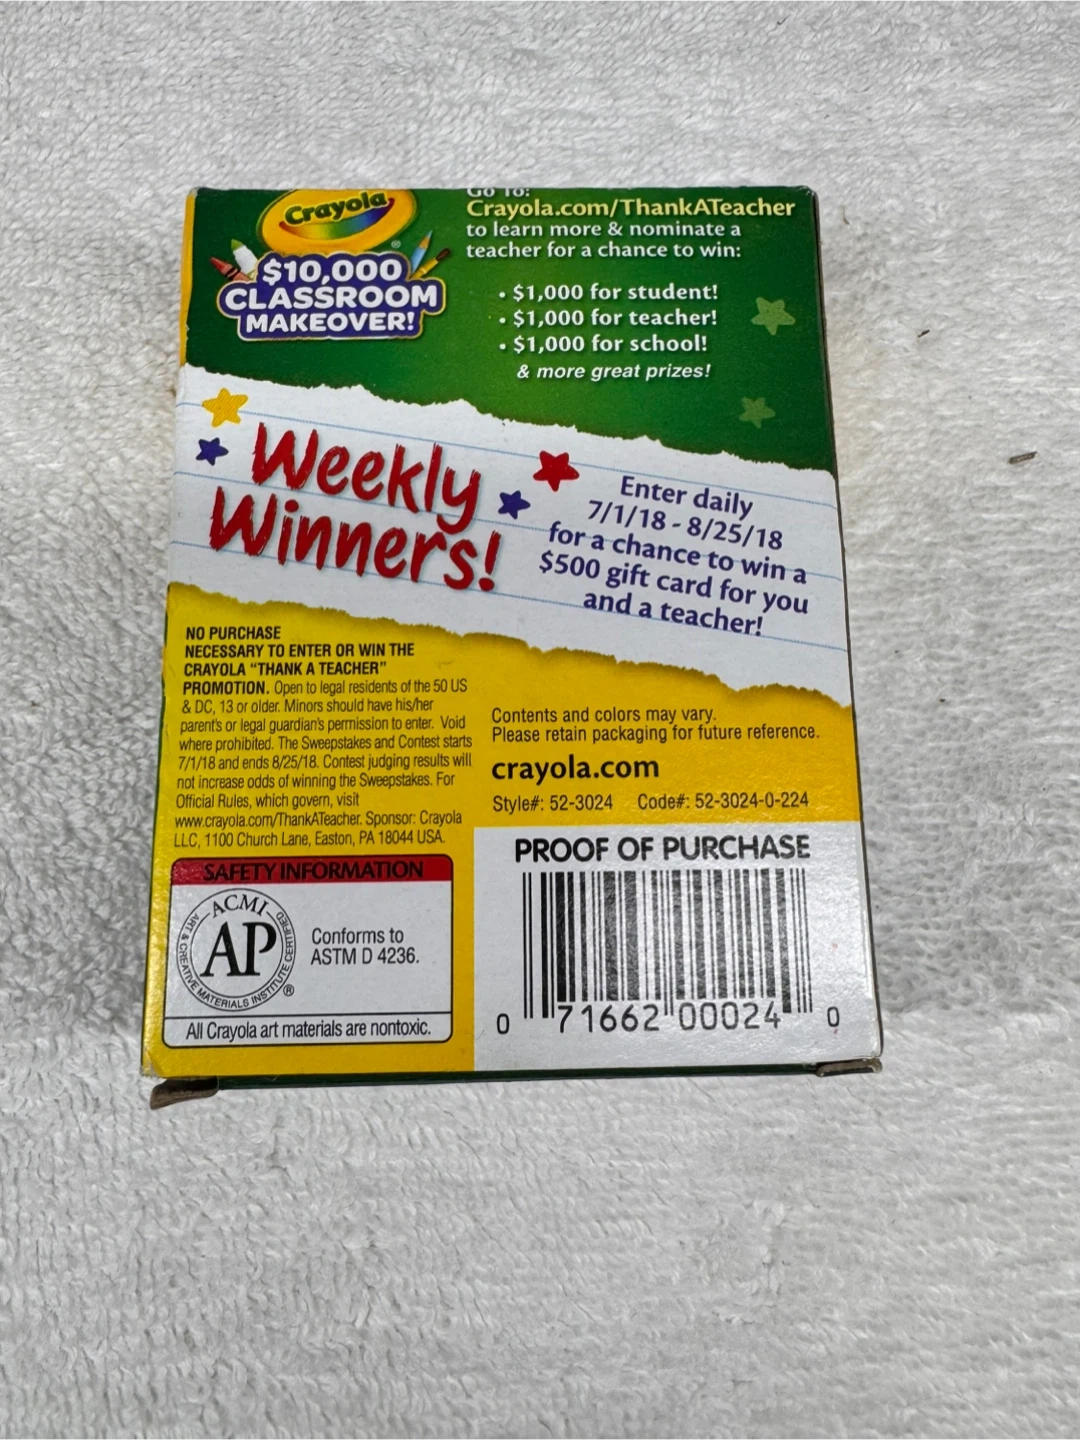 Crayola
$10,000
CLASSROOM
MAKEOVER!
Go To:
Crayola.com/ThankATeacher
to learn more & nominate a
teacher for a chance to win:
• $1,000 for student!
• $1,000 for teacher!
• $1,000 for school!
& more great prizes!
Weekly
Winners!
Enter daily
7/1/18 - 8/25/18
for a chance to win a
$500 gift card for you
and a teacher!
NO PURCHASE
NECESSARY TO ENTER OR WIN THE
CRAYOLA "THANK A TEACHER"
PROMOTION. Open to legal residents of the 50 US
& DC, 13 or older. Minors should have his/her
parent's or legal guardian's permission to enter. Void
where prohibited. The Sweepstakes and Contest starts
7/1/18 and ends 8/25/18. Contest judging results will
not increase odds of winning the Sweepstakes. For
Official Rules, which govern, visit
www.crayola.com/ThankATeacher. Sponsor: Crayola
LLC, 1100 Church Lane, Easton, PA 18044 USA.
Contents and colors may vary.
Please retain packaging for future reference.
crayola.com
Style#: 52-3024 Code#: 52-3024-0-224
SAFETY INFORMATION
ACMI
AP
ART & CREATIVE MATERIALS INSTITUTE CERTIFIED
®
Conforms to
ASTM D 4236.
All Crayola art materials are nontoxic.
PROOF OF PURCHASE
0 71662 00024 0